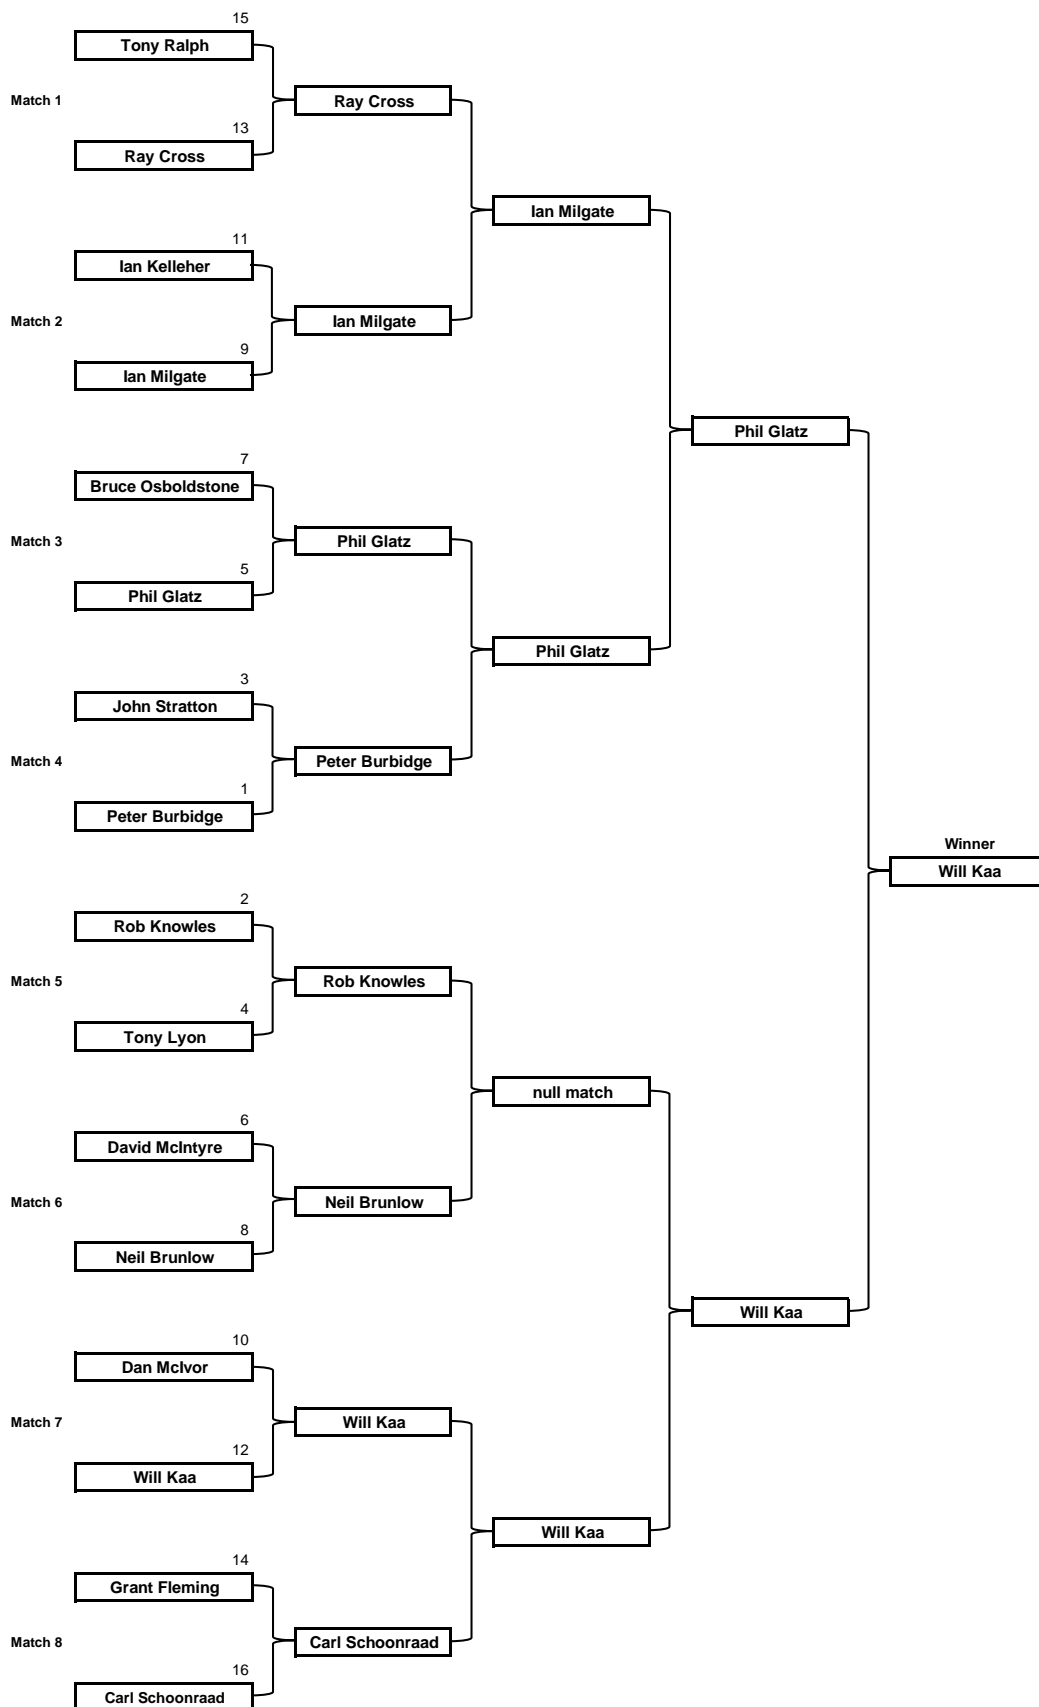 15
Tony Ralph
Match 1
Ray Cross
13
Ray Cross
Ian Milgate
11
Ian Kelleher
Match 2
Ian Milgate
9
Ian Milgate
Phil Glatz
7
Bruce Osboldstone
Match 3
Phil Glatz
5
Phil Glatz
Phil Glatz
3
John Stratton
Match 4
Peter Burbidge
1
Peter Burbidge
Winner
Will Kaa
2
Rob Knowles
Match 5
Rob Knowles
4
Tony Lyon
null match
6
David McIntyre
Match 6
Neil Brunlow
8
Neil Brunlow
Will Kaa
10
Dan McIvor
Match 7
Will Kaa
12
Will Kaa
Will Kaa
14
Grant Fleming
Match 8
Carl Schoonraad
16
Carl Schoonraad